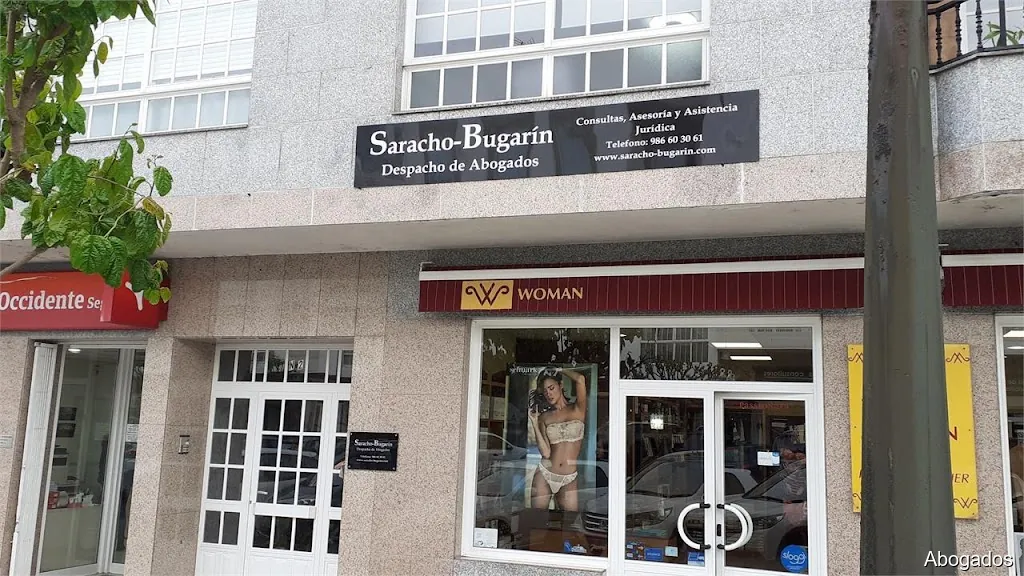 Saracho-Bugarín
Despacho de Abogados
Consultas, Asesoría y Asistencia
Jurídica
Telefono: 986 60 30 61
www.saracho-bugarin.com
Occidente Se
W WOMAN
Saracho-Bugarín
Despacho de Abogados
Abogados